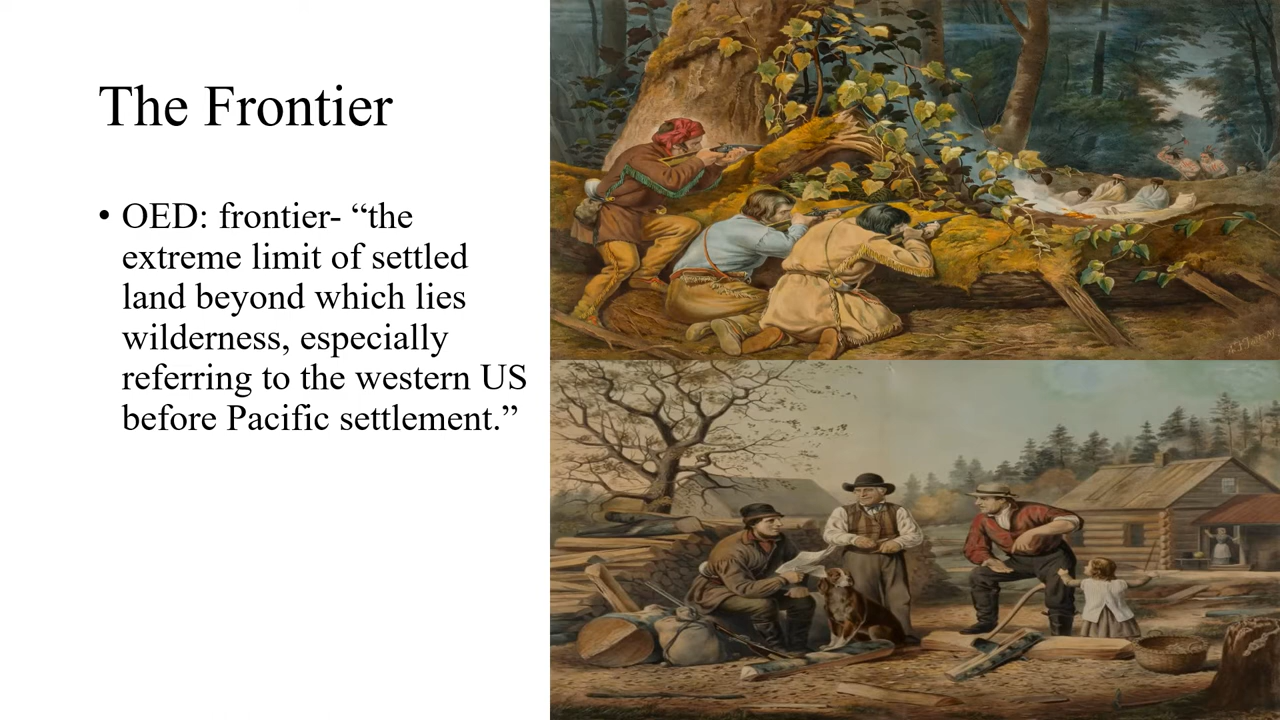 The Frontier
• OED: frontier- “the
extreme limit of settled
land beyond which lies
wilderness, especially
referring to the western US
before Pacific settlement.”